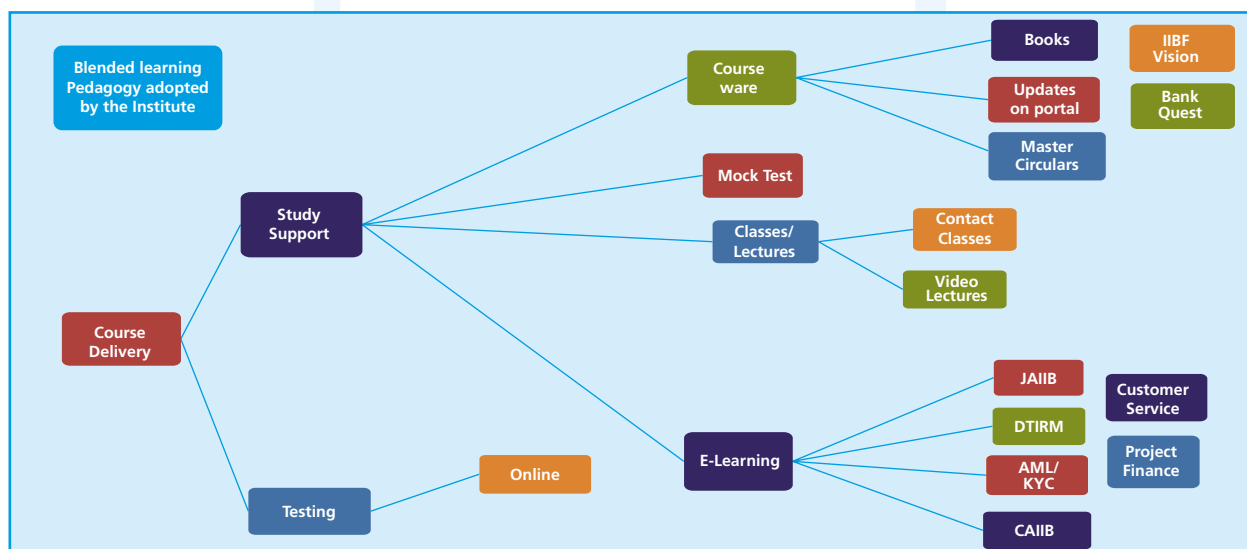 Blended learning
Pedagogy adopted
by the Institute
Course
ware
Books
IIBF
Vision
Updates
on portal
Bank
Quest
Master
Circulars
Mock Test
Study
Support
Classes/
Lectures
Contact
Classes
Video
Lectures
Course
Delivery
JAIIB
Customer
Service
DTIRM
E-Learning
Project
Finance
AML/
KYC
Online
Testing
CAIIB